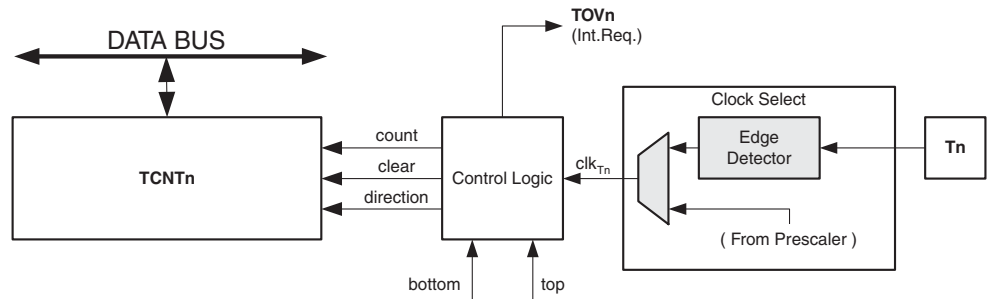 TOVn
(Int.Req.)
DATA BUS
Clock Select
count
Edge
Detector
Tn
TCNTn
clear
Control Logic
clkTn
direction
( From Prescaler )
bottom
top